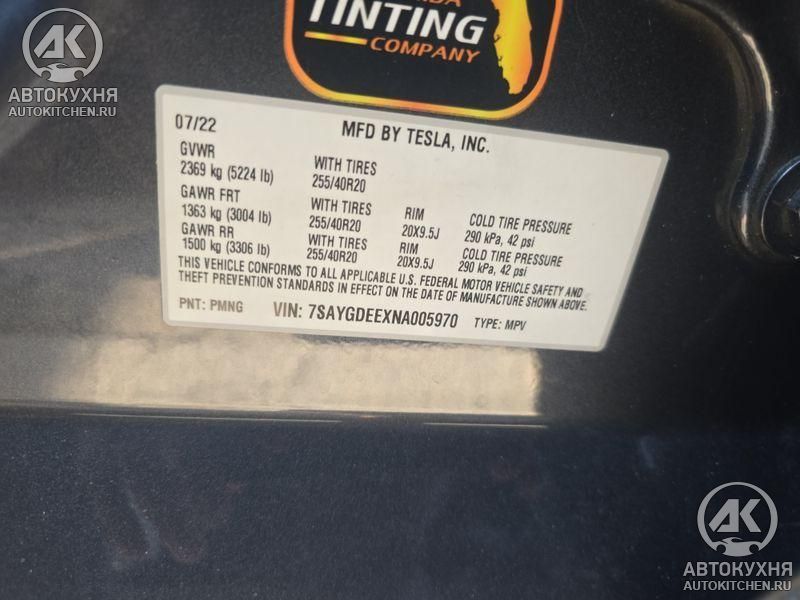 TINTING
COMPANY
АК
АВТОКУХНЯ
AUTOKITCHEN.RU
07/22 MFD BY TESLA, INC.
GVWR
2369 kg (5224 lb) WITH TIRES 255/40R20
GAWR FRT
1363 kg (3004 lb) WITH TIRES 255/40R20 RIM 20X9.5J COLD TIRE PRESSURE 290 kPa, 42 psi
GAWR RR
1500 kg (3306 lb) WITH TIRES 255/40R20 RIM 20X9.5J COLD TIRE PRESSURE 290 kPa, 42 psi
THIS VEHICLE CONFORMS TO ALL APPLICABLE U.S. FEDERAL MOTOR VEHICLE SAFETY AND
THEFT PREVENTION STANDARDS IN EFFECT ON THE DATE OF MANUFACTURE SHOWN ABOVE.
PNT: PMNG VIN: 7SAYGDEEXNA005970 TYPE: MPV
АК
АВТОКУХНЯ
AUTOKITCHEN.RU